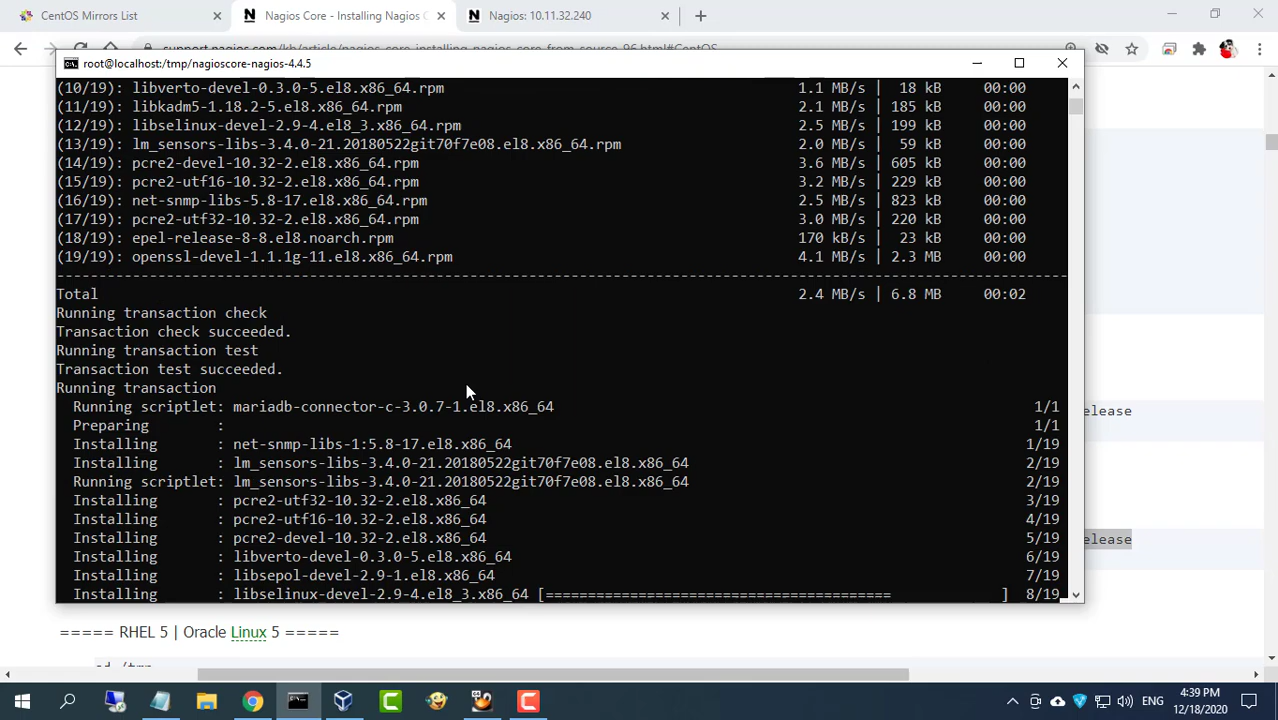 CentOS Mirrors List
Nagios Core - Installing Nagios C
Nagios: 10.11.32.240
support.nagios.com/kb/article/nagios_core_installing_nagios_core_from_source_96.html#CentOS
root@localhost:/tmp/nagioscore-nagios-4.4.5
(10/19): libverto-devel-0.3.0-5.el8.x86_64.rpm 1.1 MB/s | 18 kB 00:00
(11/19): libkadm5-1.18.2-5.el8.x86_64.rpm 2.1 MB/s | 185 kB 00:00
(12/19): libselinux-devel-2.9-4.el8_3.x86_64.rpm 2.5 MB/s | 199 kB 00:00
(13/19): lm_sensors-libs-3.4.0-21.20180522git70f7e08.el8.x86_64.rpm 2.0 MB/s | 59 kB 00:00
(14/19): pcre2-devel-10.32-2.el8.x86_64.rpm 3.6 MB/s | 605 kB 00:00
(15/19): pcre2-utf16-10.32-2.el8.x86_64.rpm 3.2 MB/s | 229 kB 00:00
(16/19): net-snmp-libs-5.8-17.el8.x86_64.rpm 2.5 MB/s | 823 kB 00:00
(17/19): pcre2-utf32-10.32-2.el8.x86_64.rpm 3.0 MB/s | 220 kB 00:00
(18/19): epel-release-8-8.el8.noarch.rpm 170 kB/s | 23 kB 00:00
(19/19): openssl-devel-1.1.1g-11.el8.x86_64.rpm 4.1 MB/s | 2.3 MB 00:00
Total 2.4 MB/s | 6.8 MB 00:02
Running transaction check
Transaction check succeeded.
Running transaction test
Transaction test succeeded.
Running transaction
Running scriptlet: mariadb-connector-c-3.0.7-1.el8.x86_64 1/1
Preparing : 1/1
Installing : net-snmp-libs-1:5.8-17.el8.x86_64 1/19
Installing : lm_sensors-libs-3.4.0-21.20180522git70f7e08.el8.x86_64 2/19
Running scriptlet: lm_sensors-libs-3.4.0-21.20180522git70f7e08.el8.x86_64 2/19
Installing : pcre2-utf32-10.32-2.el8.x86_64 3/19
Installing : pcre2-utf16-10.32-2.el8.x86_64 4/19
Installing : pcre2-devel-10.32-2.el8.x86_64 5/19
Installing : libverto-devel-0.3.0-5.el8.x86_64 6/19
Installing : libsepol-devel-2.9-1.el8.x86_64 7/19
Installing : libselinux-devel-2.9-4.el8_3.x86_64 [========================================= ] 8/19
elease
elease
===== RHEL 5 | Oracle Linux 5 =====
cd /tmp
ENG
4:39 PM
12/18/2020